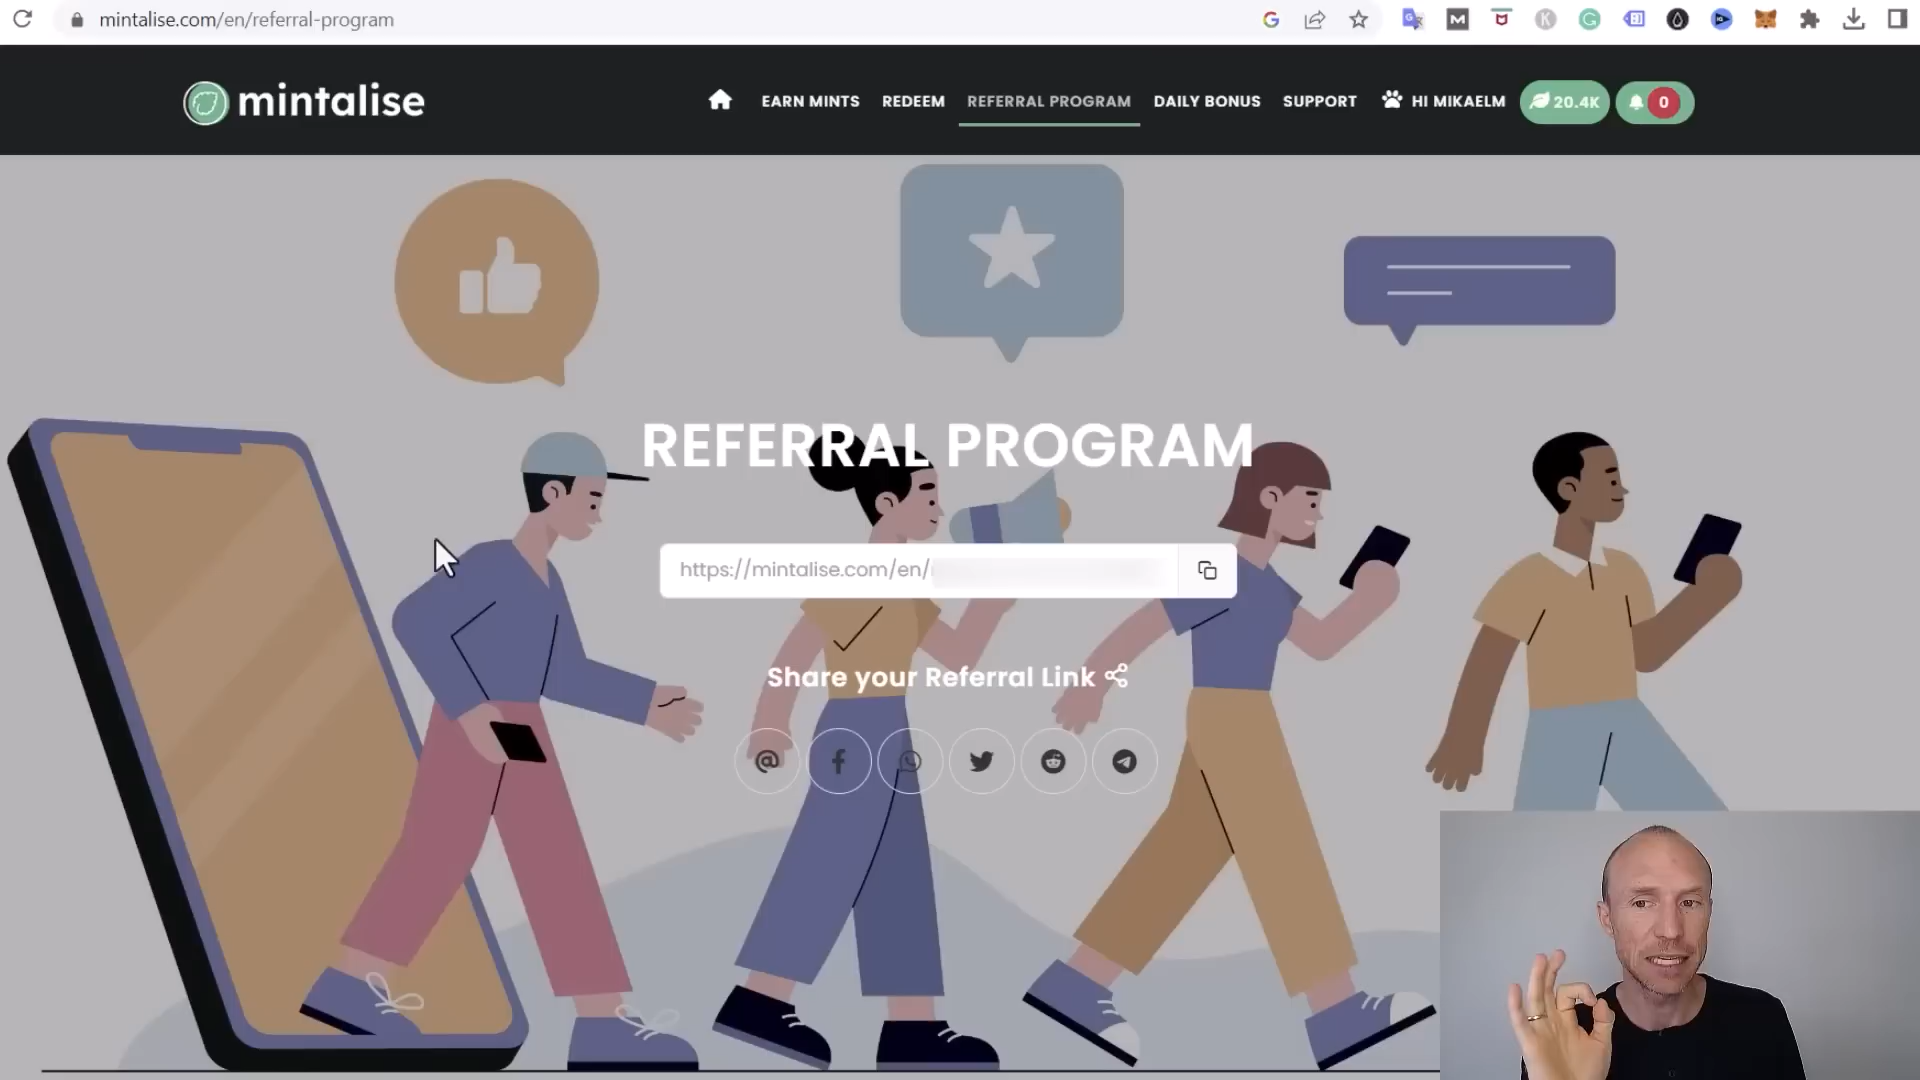 mintalise.com/en/referral-program
mintalise
EARN MINTS
REDEEM
REFERRAL PROGRAM
DAILY BONUS
SUPPORT
HI MIKAELM
20.4K
0
REFERRAL PROGRAM
https://mintalise.com/en/
Share your Referral Link